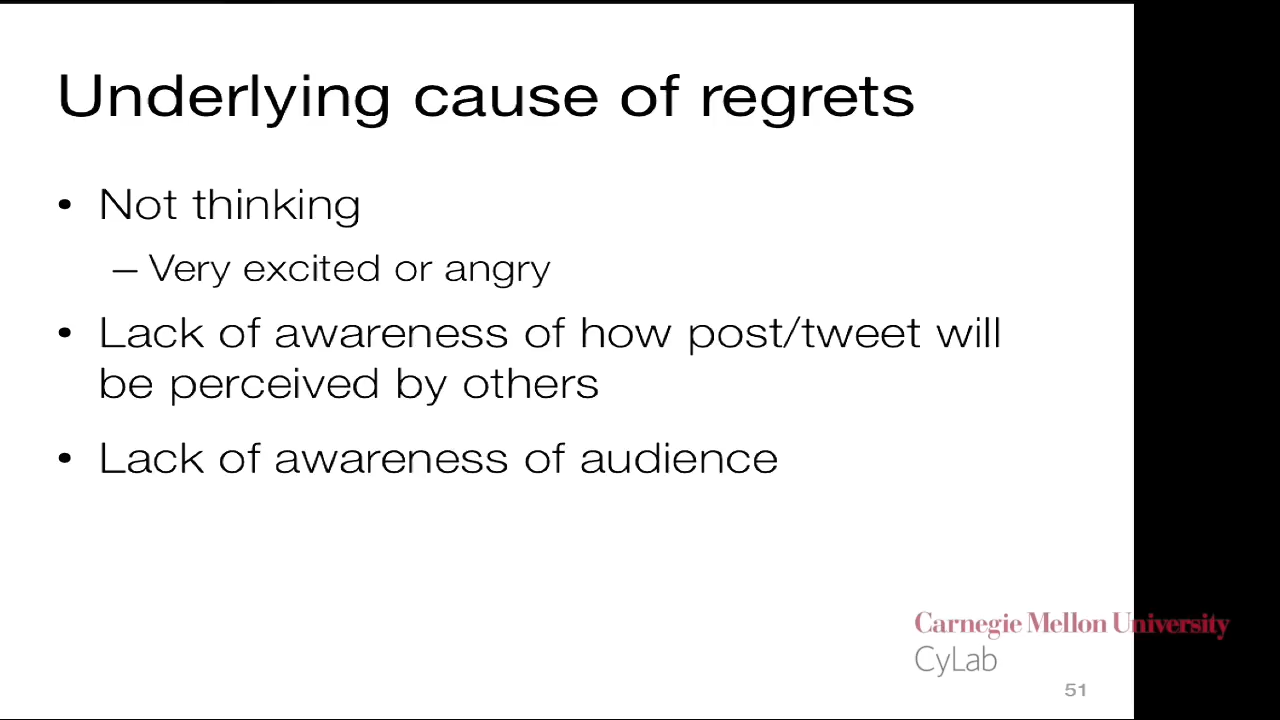 Underlying cause of regrets
• Not thinking
– Very excited or angry
• Lack of awareness of how post/tweet will
be perceived by others
• Lack of awareness of audience
Carnegie Mellon University
CyLab
51